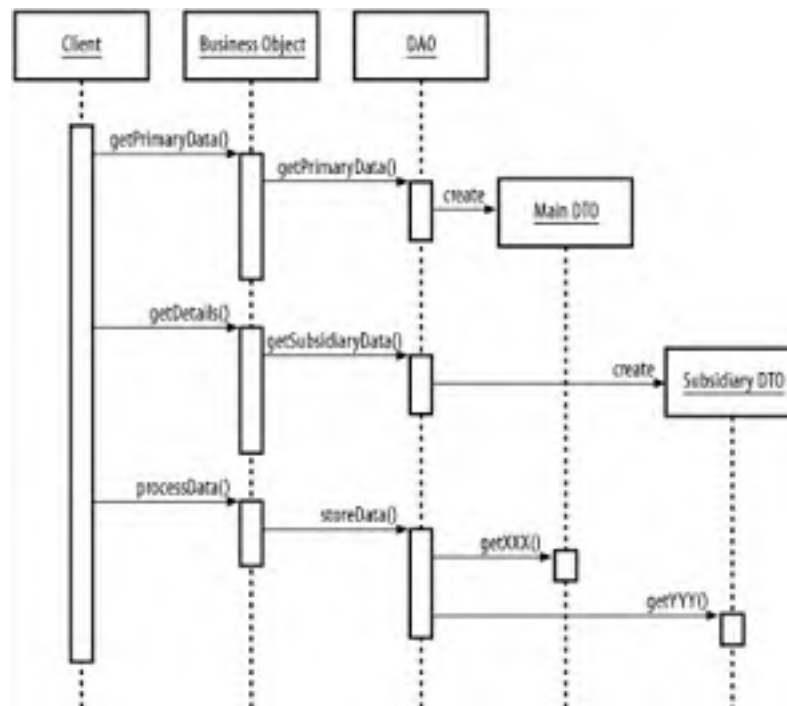 Client
Business Object
DAO
getPrimaryData()
getPrimaryData()
create
Main DTO
getDetails()
getSubsidiaryData()
create
Subsidiary DTO
processData()
storeData()
getXXX()
getYYY()